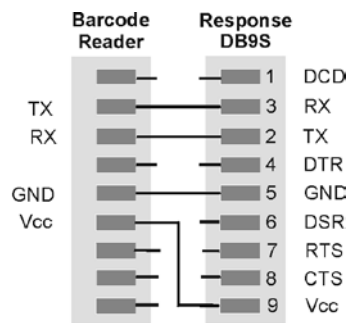 Barcode Reader
Response DB9S
1 DCD
TX 3 RX
RX 2 TX
4 DTR
GND 5 GND
Vcc 6 DSR
7 RTS
8 CTS
9 Vcc